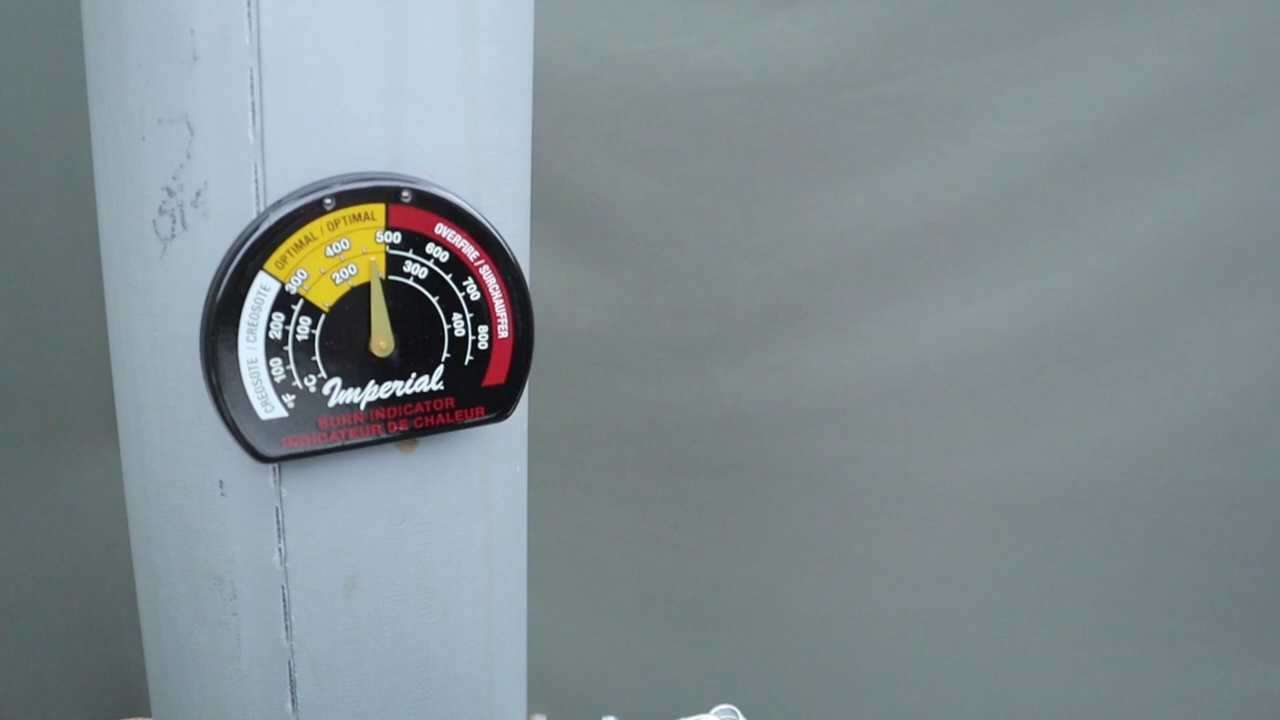 OPTIMAL / OPTIMAL
OVERFIRE / SURCHAUFFER
CREOSOTE / CRÉOSOTE
100 200 300 400 500 600 700 800
°F
100 200 300 400
°C
Imperial
BURN INDICATOR
INDICATEUR DE CHALEUR